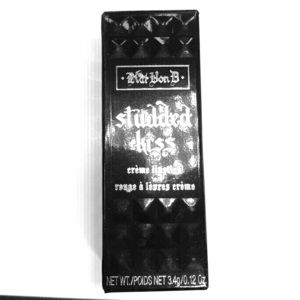 Kat Von D
studded
kiss
crème lipstick
rouge à lèvres crème
NET WT./POIDS NET 3.4g/0.12 Oz